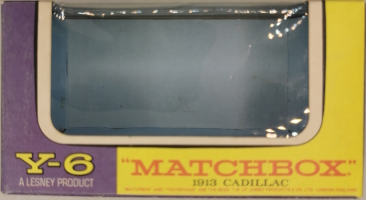 Y-6
A LESNEY PRODUCT
"MATCHBOX"
1913 CADILLAC